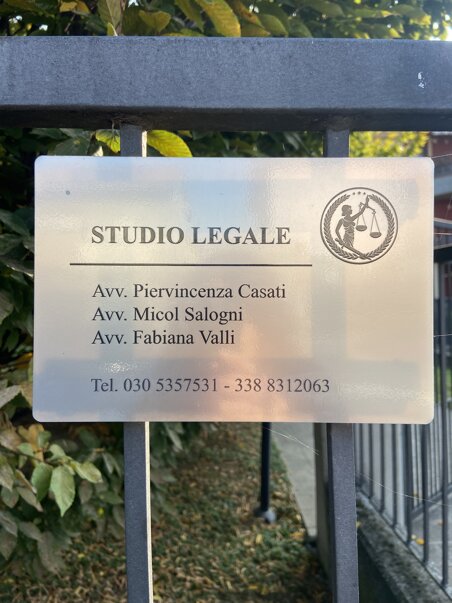 STUDIO LEGALE
Avv. Piervincenza Casati
Avv. Micol Salogni
Avv. Fabiana Valli
Tel. 030 5357531 - 338 8312063